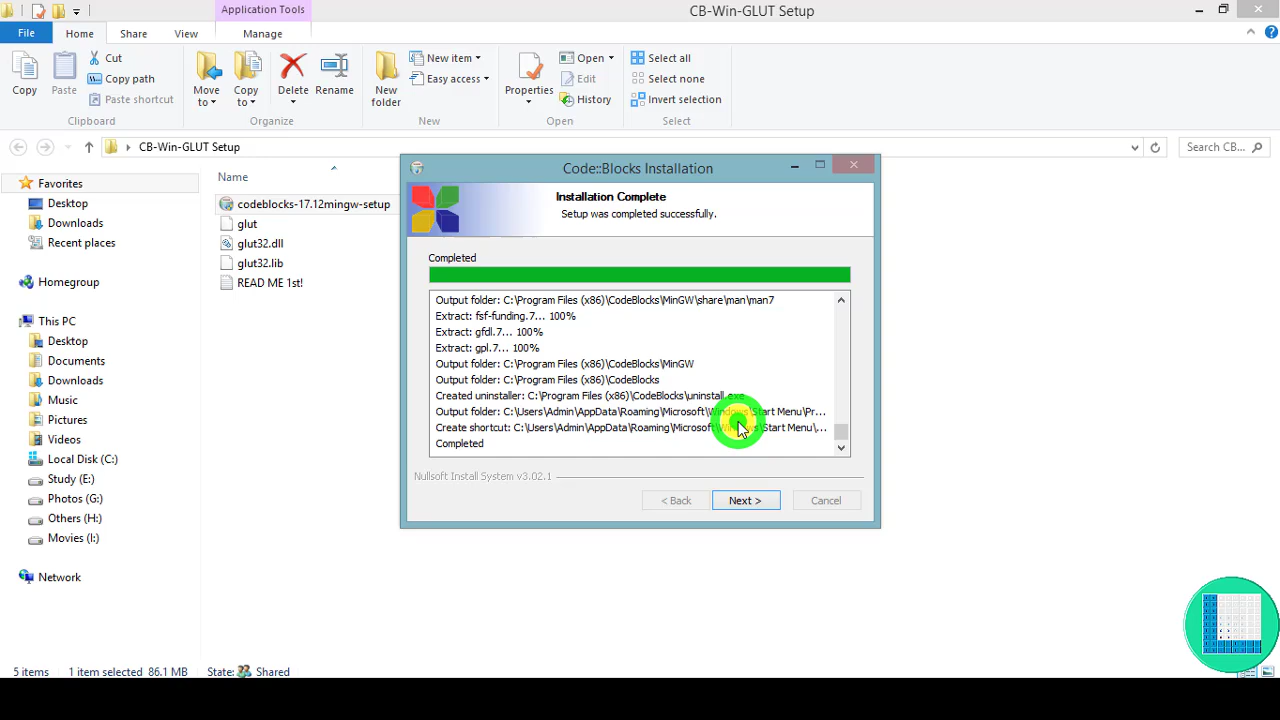 Application Tools
CB-Win-GLUT Setup
File
Home
Share
View
Manage
Copy
Paste
Cut
Copy path
Paste shortcut
Clipboard
Move to
Copy to
Delete
Rename
Organize
New folder
New item
Easy access
New
Properties
Open
Edit
History
Open
Select all
Select none
Invert selection
Select
CB-Win-GLUT Setup
Search CB...
Favorites
Desktop
Downloads
Recent places
Homegroup
This PC
Desktop
Documents
Downloads
Music
Pictures
Videos
Local Disk (C:)
Study (E:)
Photos (G:)
Others (H:)
Movies (I:)
Network
Name
codeblocks-17.12mingw-setup
glut
glut32.dll
glut32.lib
READ ME 1st!
Code::Blocks Installation
Installation Complete
Setup was completed successfully.
Completed
Output folder: C:\Program Files (x86)\CodeBlocks\MinGW\share\man\man7
Extract: fsf-funding.7... 100%
Extract: gfdl.7... 100%
Extract: gpl.7... 100%
Output folder: C:\Program Files (x86)\CodeBlocks\MinGW
Output folder: C:\Program Files (x86)\CodeBlocks
Created uninstaller: C:\Program Files (x86)\CodeBlocks\uninstall.exe
Output folder: C:\Users\Admin\AppData\Roaming\Microsoft\Windows\Start Menu\Pr...
Create shortcut: C:\Users\Admin\AppData\Roaming\Microsoft\Windows\Start Menu\...
Completed
Nullsoft Install System v3.02.1
< Back
Next >
Cancel
5 items
1 item selected 86.1 MB
State:
Shared